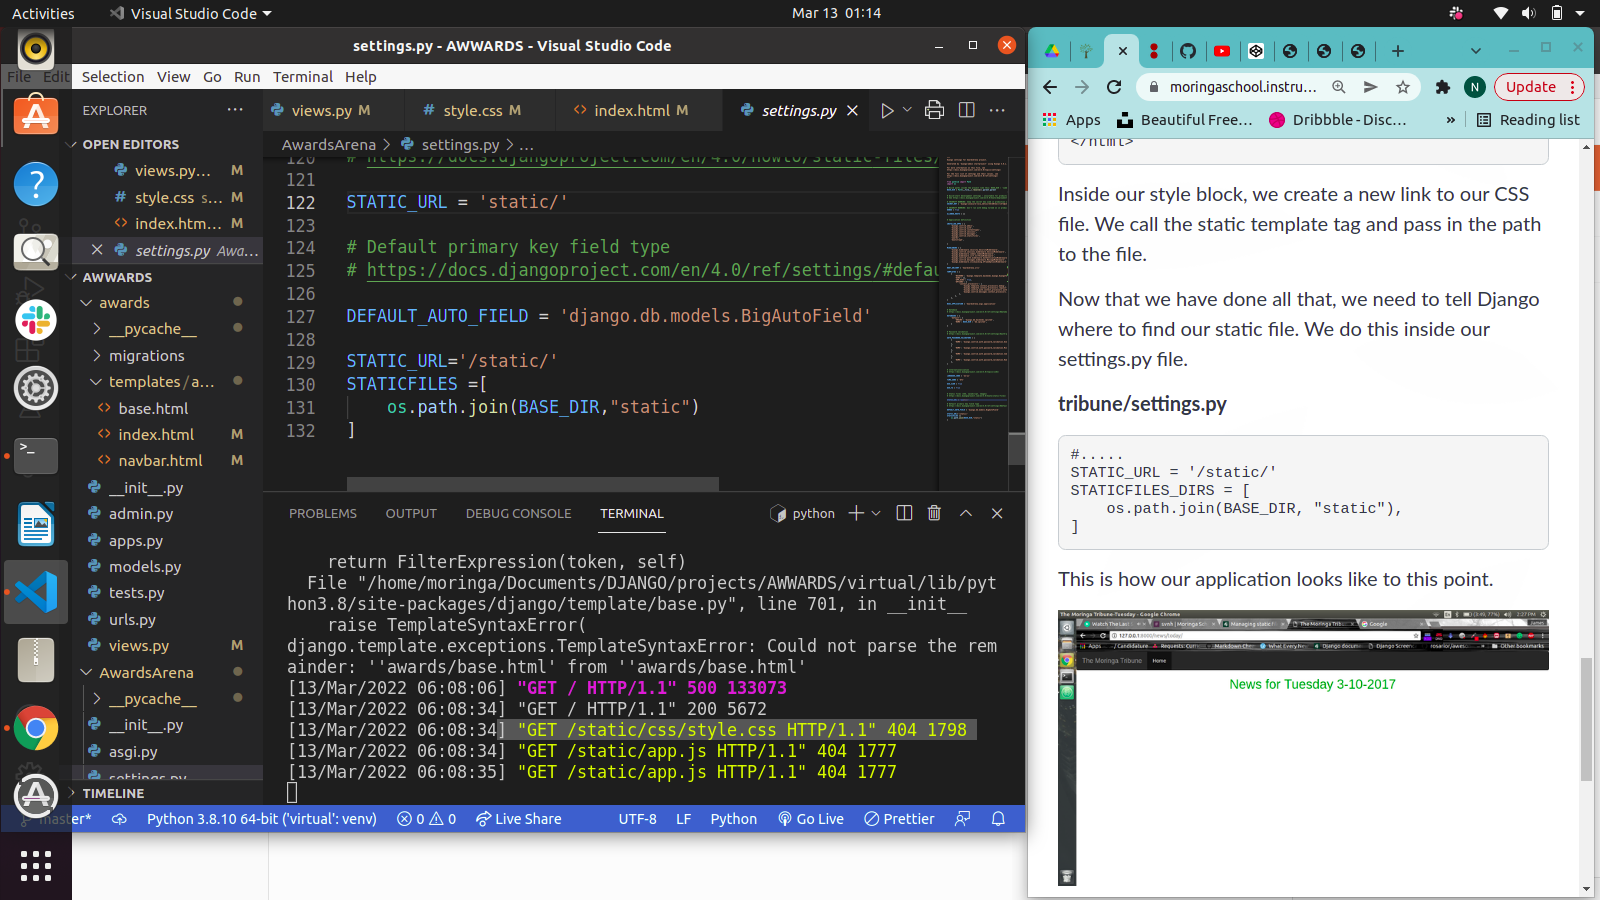 Activities
Visual Studio Code
Mar 13 01:14
settings.py - AWWARDS - Visual Studio Code
File Edit Selection View Go Run Terminal Help
EXPLORER
OPEN EDITORS
views.py... M
style.css s... M
index.htm... M
settings.py Awa...
AWWARDS
awards
__pycache__
migrations
templates / a...
base.html
index.html M
navbar.html M
__init__.py
admin.py
apps.py
models.py
tests.py
urls.py
views.py M
AwardsArena
__pycache__
__init__.py
asgi.py
settings.py
TIMELINE
views.py M
style.css M
index.html M
settings.py
AwardsArena > settings.py > ...
120 # https://docs.djangoproject.com/en/4.0/howto/static-files/
121
122 STATIC_URL = 'static/'
123
124 # Default primary key field type
125 # https://docs.djangoproject.com/en/4.0/ref/settings/#defau
126
127 DEFAULT_AUTO_FIELD = 'django.db.models.BigAutoField'
128
129 STATIC_URL='/static/'
130 STATICFILES =[
131 os.path.join(BASE_DIR,"static")
132 ]
PROBLEMS OUTPUT DEBUG CONSOLE TERMINAL
python
return FilterExpression(token, self)
File "/home/moringa/Documents/DJANGO/projects/AWWARDS/virtual/lib/pyt
hon3.8/site-packages/django/template/base.py", line 701, in __init__
raise TemplateSyntaxError(
django.template.exceptions.TemplateSyntaxError: Could not parse the rem
ainder: ''awards/base.html' from ''awards/base.html'
[13/Mar/2022 06:08:06] "GET / HTTP/1.1" 500 133073
[13/Mar/2022 06:08:34] "GET / HTTP/1.1" 200 5672
[13/Mar/2022 06:08:34] "GET /static/css/style.css HTTP/1.1" 404 1798
[13/Mar/2022 06:08:34] "GET /static/app.js HTTP/1.1" 404 1777
[13/Mar/2022 06:08:35] "GET /static/app.js HTTP/1.1" 404 1777
master* Python 3.8.10 64-bit ('virtual': venv) 0 0 Live Share UTF-8 LF Python Go Live Prettier
moringaschool.instru...
N
Update
Apps
Beautiful Free...
Dribbble - Disc...
»
Reading list
</html>
Inside our style block, we create a new link to our CSS
file. We call the static template tag and pass in the path
to the file.
Now that we have done all that, we need to tell Django
where to find our static file. We do this inside our
settings.py file.
tribune/settings.py
#.....
STATIC_URL = '/static/'
STATICFILES_DIRS = [
os.path.join(BASE_DIR, "static"),
]
This is how our application looks like to this point.
The Moringa Tribune-Tuesday - Google Chrome
The Moringa Tribune Home
News for Tuesday 3-10-2017